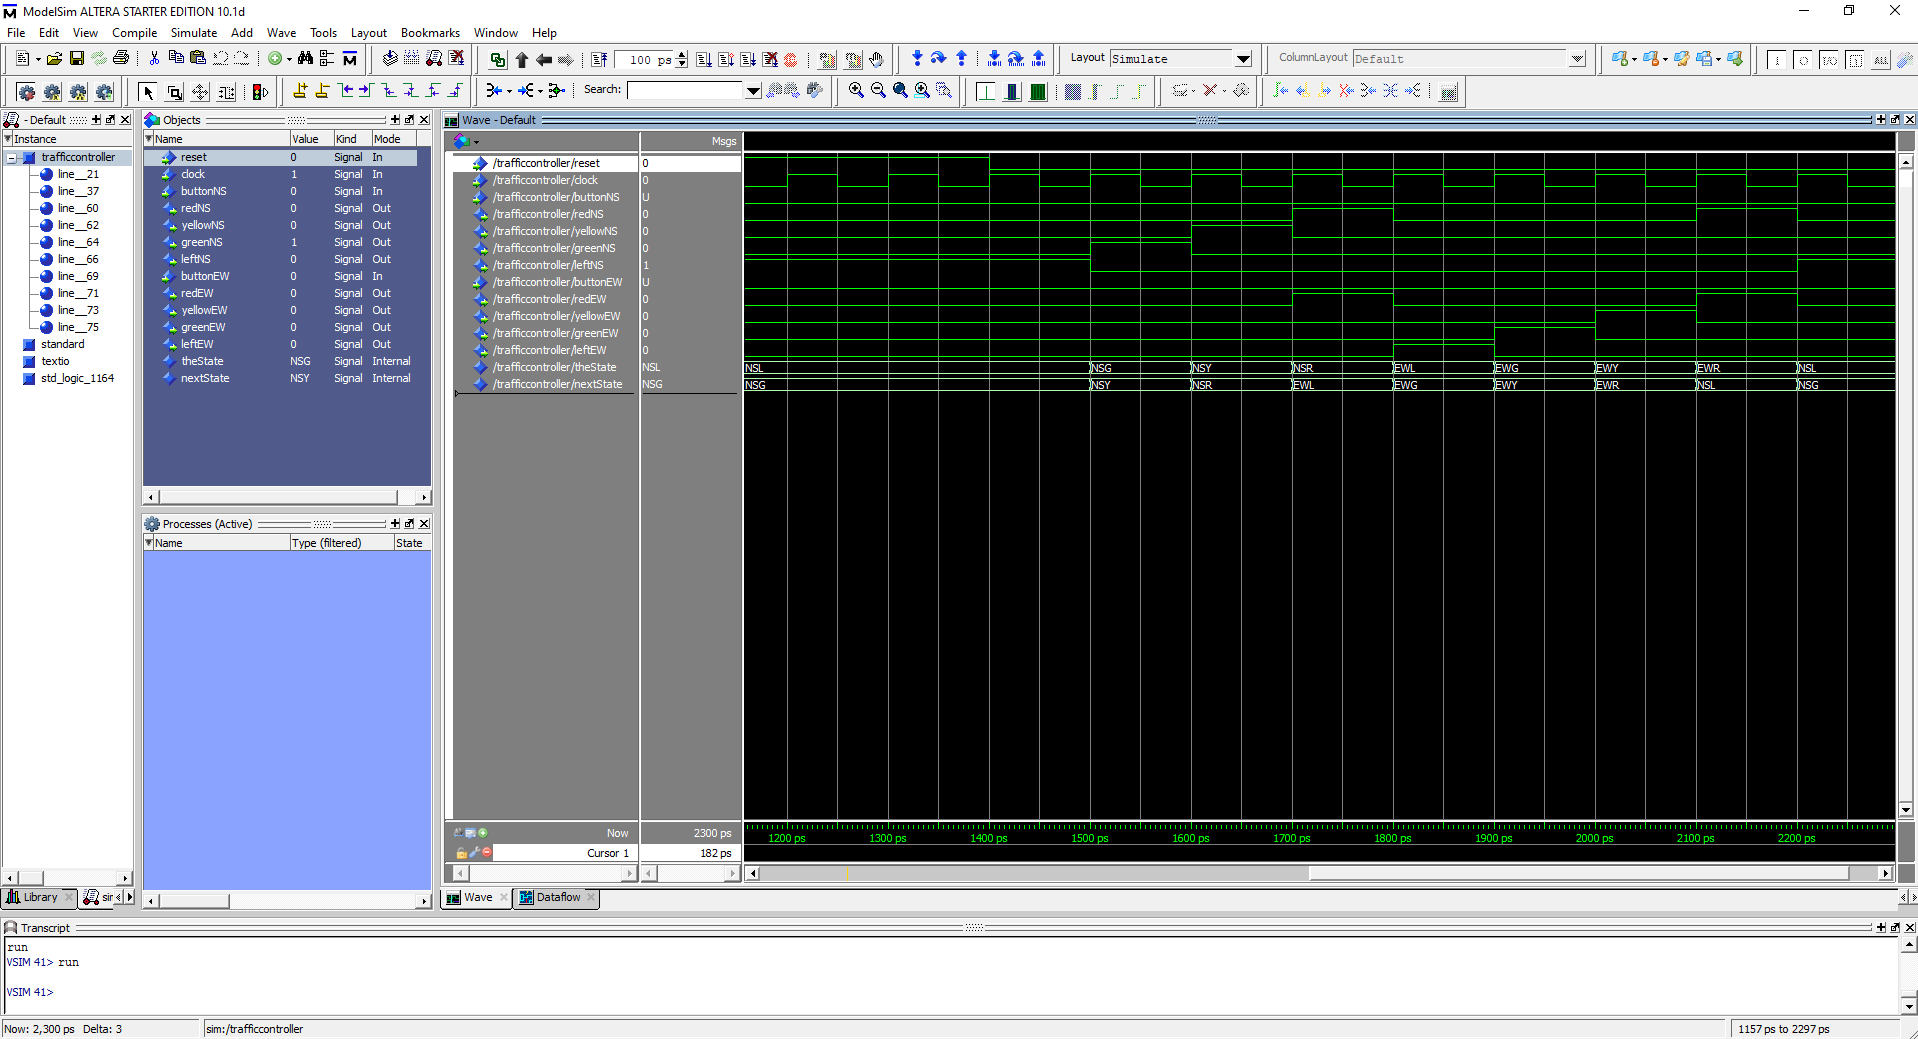 ModelSim ALTERA STARTER EDITION 10.1d
File Edit View Compile Simulate Add Wave Tools Layout Bookmarks Window Help
100 ps Layout Simulate ColumnLayout Default
Search:
- Default
Instance
trafficcontroller
line__21
line__37
line__60
line__62
line__64
line__66
line__69
line__71
line__73
line__75
standard
textio
std_logic_1164
Library sim
Objects
Name Value Kind Mode
reset 0 Signal In
clock 1 Signal In
buttonNS 0 Signal In
redNS 0 Signal Out
yellowNS 0 Signal Out
greenNS 1 Signal Out
leftNS 0 Signal Out
buttonEW 0 Signal In
redEW 0 Signal Out
yellowEW 0 Signal Out
greenEW 0 Signal Out
leftEW 0 Signal Out
theState NSG Signal Internal
nextState NSY Signal Internal
Processes (Active)
Name Type (filtered) State
Wave - Default
Msgs
/trafficcontroller/reset 0
/trafficcontroller/clock 0
/trafficcontroller/buttonNS U
/trafficcontroller/redNS 0
/trafficcontroller/yellowNS 0
/trafficcontroller/greenNS 0
/trafficcontroller/leftNS 1
/trafficcontroller/buttonEW U
/trafficcontroller/redEW 0
/trafficcontroller/yellowEW 0
/trafficcontroller/greenEW 0
/trafficcontroller/leftEW 0
/trafficcontroller/theState NSL NSL NSG NSY NSR EWL EWG EWY EWR NSL
/trafficcontroller/nextState NSG NSG NSY NSR EWL EWG EWY EWR NSL NSG
Now 2300 ps 1200 ps 1300 ps 1400 ps 1500 ps 1600 ps 1700 ps 1800 ps 1900 ps 2000 ps 2100 ps 2200 ps
Cursor 1 182 ps
Wave Dataflow
Transcript
run
VSIM 41> run
VSIM 41>
Now: 2,300 ps Delta: 3 sim:/trafficcontroller 1157 ps to 2297 ps